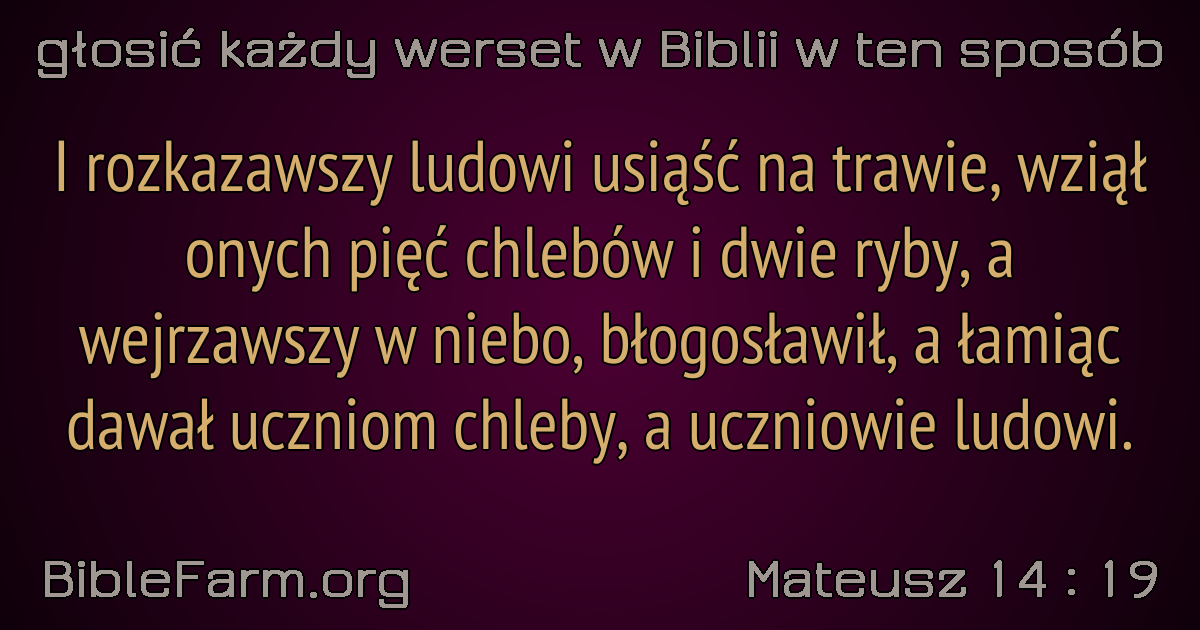 głosić każdy werset w Biblii w ten sposób
I rozkazawszy ludowi usiąść na trawie, wziął
onych pięć chlebów i dwie ryby, a
wejrzawszy w niebo, błogosławił, a łamiąc
dawał uczniom chleby, a uczniowie ludowi.
BibleFarm.org
Mateusz 14 : 19